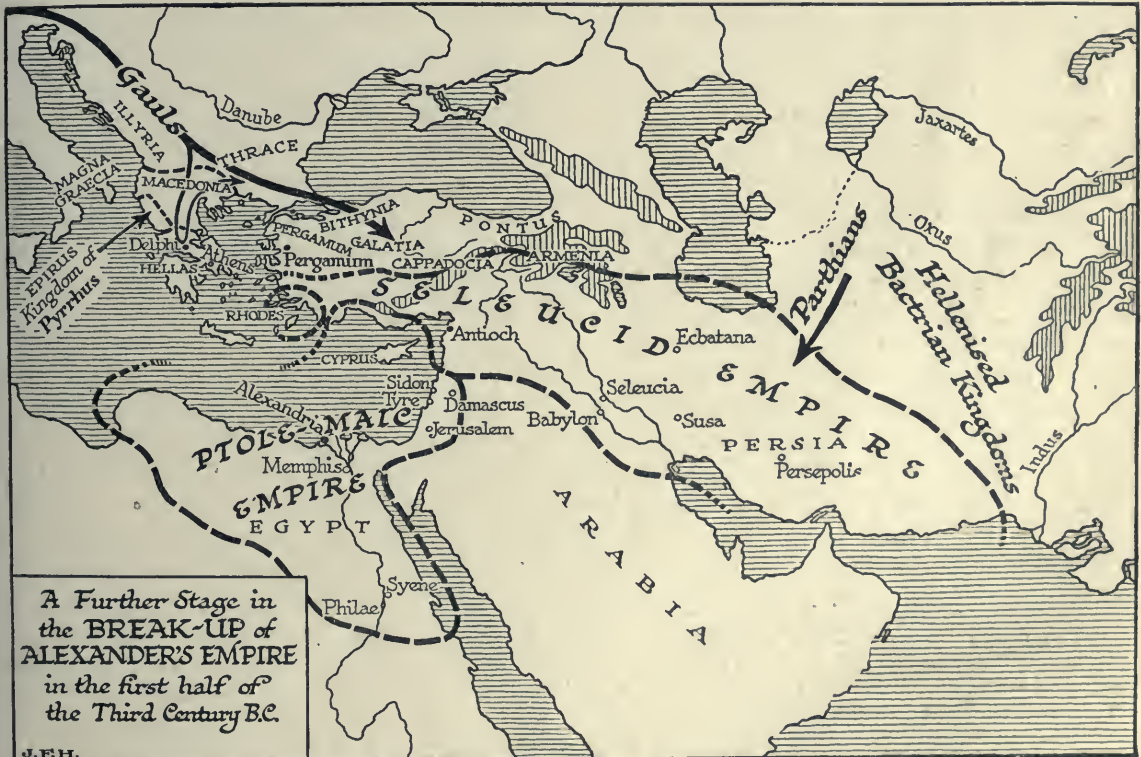 Gauls
Danube
ILLYRIA
THRACE
MAGNA
GRAECIA
MACEDONIA
BITHYNIA
PERGAMUM
GALATIA
PONTUS
Delphi
Athens
HELLAS
Pergamum
CAPPADOCIA
ARMENIA
EPIRUS
Kingdom of
Pyrrhus
RHODES
CYPRUS
SELEUCID EMPIRE
Jaxartes
Oxus
Parthians
Hellenised
Bactrian Kingdoms
Indus
Antioch
Ecbatana
Sidon
Tyre
Damascus
Seleucia
Babylon
Jerusalem
Susa
PERSIA
Persepolis
Alexandria
PTOLEMAIC
EMPIRE
Memphis
EGYPT
ARABIA
Syene
Philae
A Further Stage in
the BREAK-UP of
ALEXANDER'S EMPIRE
in the first half of
the Third Century B.C.
J.F.H.